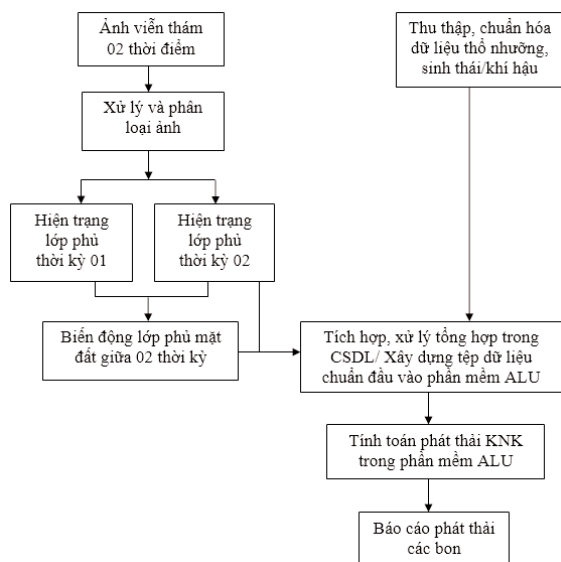 Ảnh viễn thám
02 thời điểm
Thu thập, chuẩn hóa
dữ liệu thổ nhưỡng,
sinh thái/khí hậu
Xử lý và phân
loại ảnh
Hiện trạng
lớp phủ
thời kỳ 01
Hiện trạng
lớp phủ
thời kỳ 02
Biến động lớp phủ mặt
đất giữa 02 thời kỳ
Tích hợp, xử lý tổng hợp trong
CSDL/ Xây dựng tệp dữ liệu
chuẩn đầu vào phần mềm ALU
Tính toán phát thải KNK
trong phần mềm ALU
Báo cáo phát thải
các bon